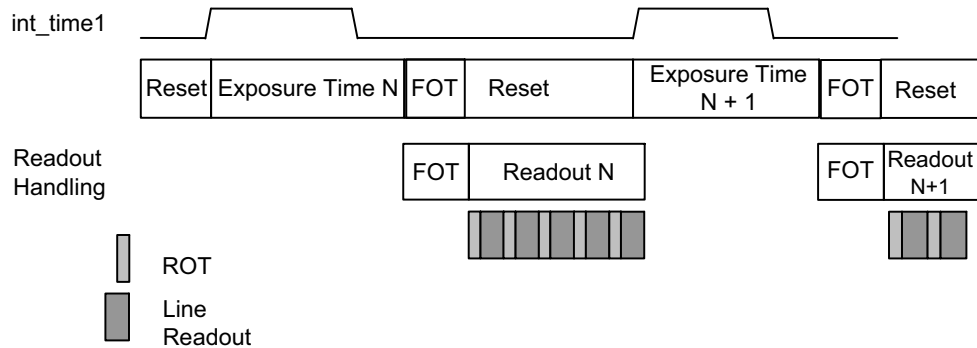 int_time1
Reset Exposure Time N FOT Reset Exposure Time N + 1 FOT Reset
Readout Handling
FOT Readout N FOT Readout N+1
ROT
Line Readout